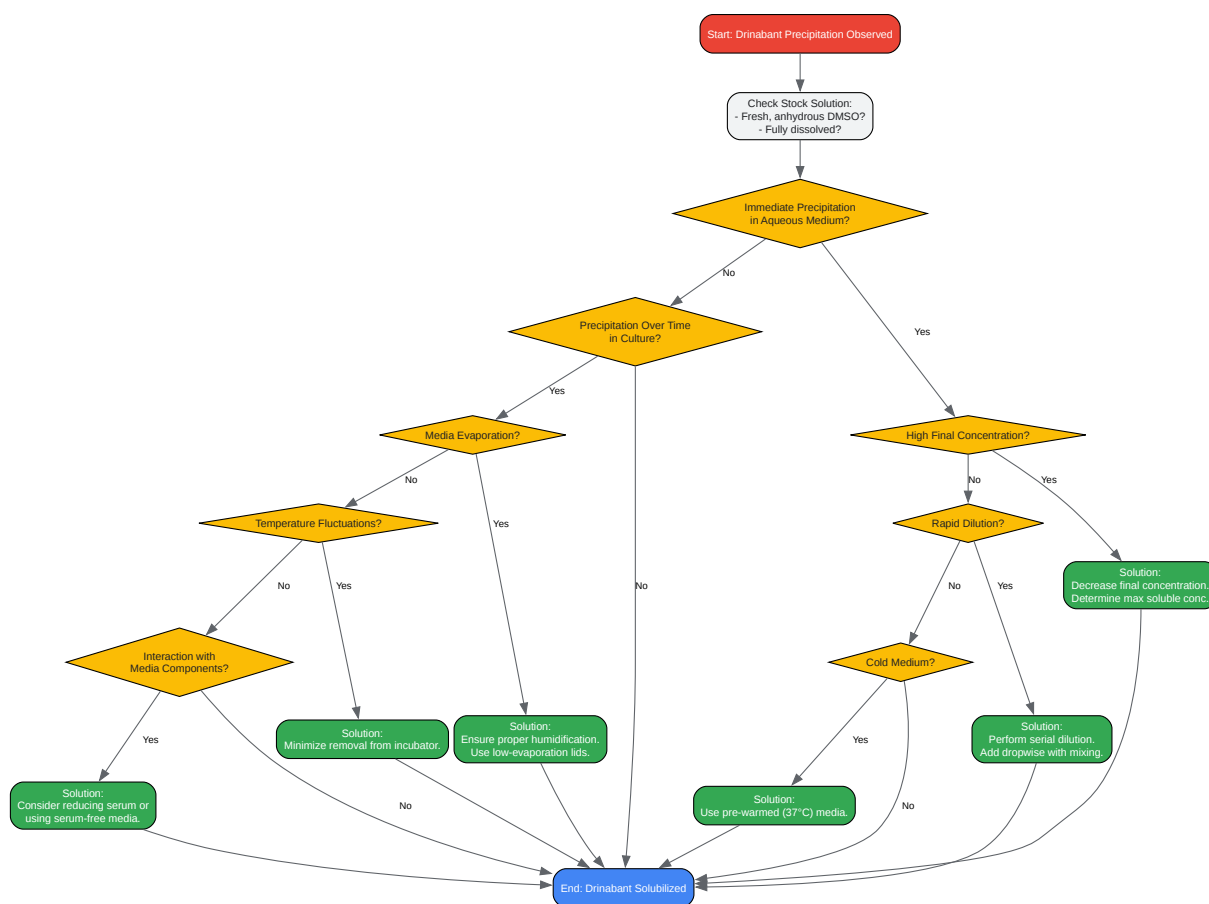 Start: Drinabant Precipitation Observed
Check Stock Solution:
- Fresh, anhydrous DMSO?
- Fully dissolved?
Immediate Precipitation
in Aqueous Medium?
No
Yes
Precipitation Over Time
in Culture?
Yes
No
Media Evaporation?
High Final Concentration?
No
Yes
No
Yes
Temperature Fluctuations?
Rapid Dilution?
No
Yes
No
Yes
Solution:
Decrease final concentration.
Determine max soluble conc.
Interaction with
Media Components?
Cold Medium?
Yes
No
Yes
No
Solution:
Minimize removal from incubator.
Solution:
Ensure proper humidification.
Use low-evaporation lids.
Solution:
Perform serial dilution.
Add dropwise with mixing.
Solution:
Consider reducing serum or
using serum-free media.
Solution:
Use pre-warmed (37°C) media.
End: Drinabant Solubilized